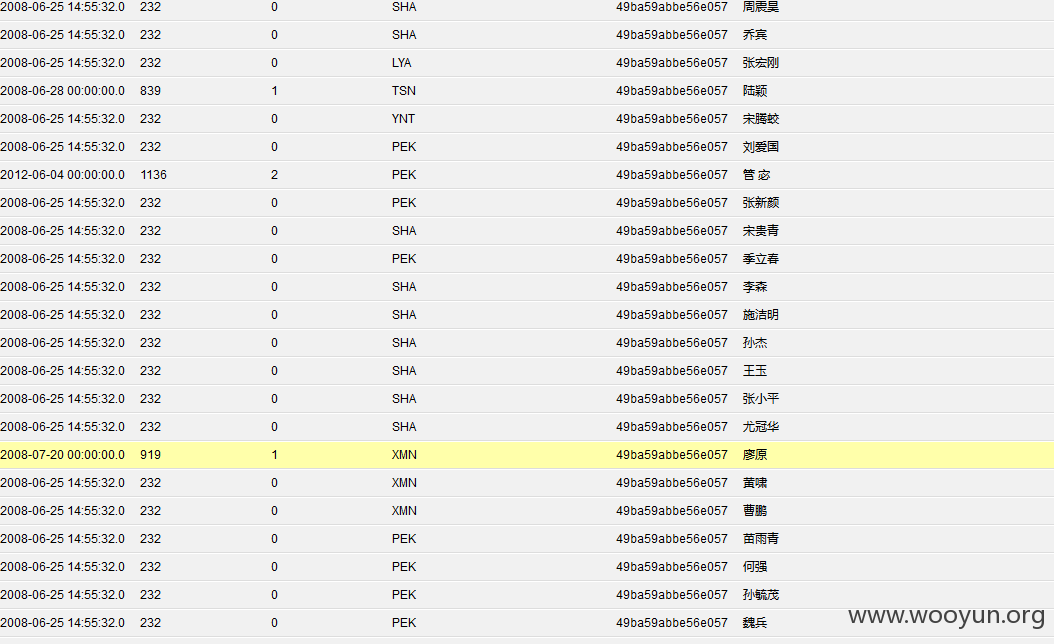 2008-06-25 14:55:32.0 232 0 SHA 49ba59abbe56e057 周震昊
2008-06-25 14:55:32.0 232 0 SHA 49ba59abbe56e057 乔宾
2008-06-25 14:55:32.0 232 0 LYA 49ba59abbe56e057 张宏刚
2008-06-28 00:00:00.0 839 1 TSN 49ba59abbe56e057 陆颖
2008-06-25 14:55:32.0 232 0 YNT 49ba59abbe56e057 宋腾蛟
2008-06-25 14:55:32.0 232 0 PEK 49ba59abbe56e057 刘爱国
2012-06-04 00:00:00.0 1136 2 PEK 49ba59abbe56e057 管 宓
2008-06-25 14:55:32.0 232 0 PEK 49ba59abbe56e057 张新颜
2008-06-25 14:55:32.0 232 0 SHA 49ba59abbe56e057 宋贵青
2008-06-25 14:55:32.0 232 0 PEK 49ba59abbe56e057 季立春
2008-06-25 14:55:32.0 232 0 SHA 49ba59abbe56e057 李森
2008-06-25 14:55:32.0 232 0 SHA 49ba59abbe56e057 施洁明
2008-06-25 14:55:32.0 232 0 SHA 49ba59abbe56e057 孙杰
2008-06-25 14:55:32.0 232 0 SHA 49ba59abbe56e057 王玉
2008-06-25 14:55:32.0 232 0 SHA 49ba59abbe56e057 张小平
2008-06-25 14:55:32.0 232 0 SHA 49ba59abbe56e057 尤冠华
2008-07-20 00:00:00.0 919 1 XMN 49ba59abbe56e057 廖原
2008-06-25 14:55:32.0 232 0 XMN 49ba59abbe56e057 黄啸
2008-06-25 14:55:32.0 232 0 XMN 49ba59abbe56e057 曹鹏
2008-06-25 14:55:32.0 232 0 PEK 49ba59abbe56e057 苗雨青
2008-06-25 14:55:32.0 232 0 PEK 49ba59abbe56e057 何强
2008-06-25 14:55:32.0 232 0 PEK 49ba59abbe56e057 孙毓茂
2008-06-25 14:55:32.0 232 0 PEK 49ba59abbe56e057 魏兵
www.wooyun.org